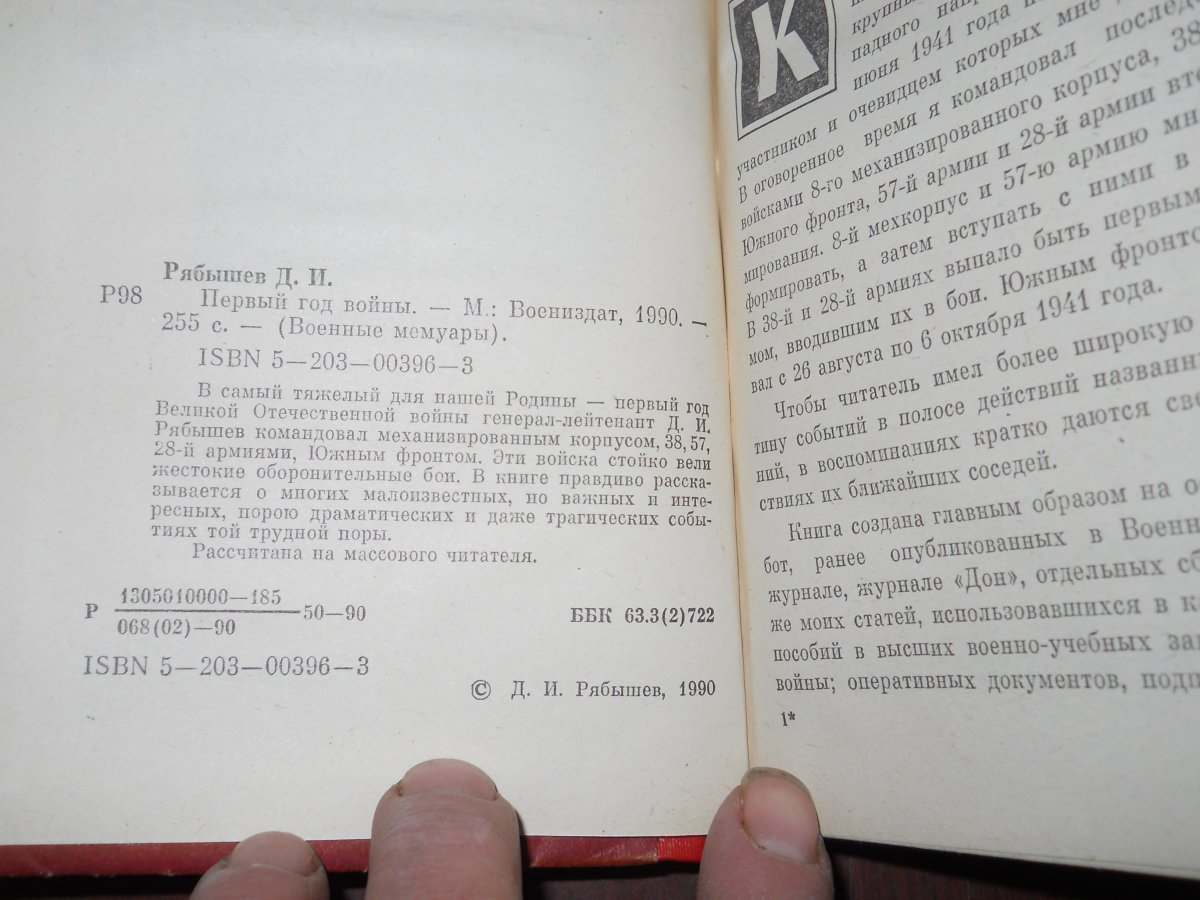 Рябышев Д. И.
Р98
Первый год войны. — М.: Воениздат, 1990. —
255 с. — (Военные мемуары).
ISBN 5—203—00396—3
В самый тяжелый для нашей Родины — первый год
Великой Отечественной войны генерал-лейтенант Д. И.
Рябышев командовал механизированным корпусом, 38, 57,
28-й армиями, Южным фронтом. Эти войска стойко вели
жестокие оборонительные бои. В книге правдиво расска-
зывается о многих малоизвестных, но важных и инте-
ресных, порою драматических и даже трагических собы-
тиях той трудной поры.
Рассчитана на массового читателя.
Р 1305010000—185
068(02)—90
50—90
ББК 63.3(2)722
ISBN 5—203—00396—3
© Д. И. Рябышев, 1990
К
крупны
падного нап
июня 1941 года
участником и очевидцем которых мне
В оговоренное время я командовал послед
войсками 8-го механизированного корпуса, 38
Южного фронта, 57-й армии и 28-й армии вто
мирования. 8-й мехкорпус и 57-ю армию мн
формировать, а затем вступать с ними в
В 38-й и 28-й армиях выпало быть первым
мом, вводившим их в бои. Южным фронто
вал с 26 августа по 6 октября 1941 года.
Чтобы читатель имел более широкую
тину событий в полосе действий названн
ний, в воспоминаниях кратко даются све
ствиях их ближайших соседей.
Книга создана главным образом на ос
бот, ранее опубликованных в Военн
журнале, журнале «Дон», отдельных сб
же моих статей, использовавшихся в к
пособий в высших военно-учебных зав
войны; оперативных документов, подп
1*